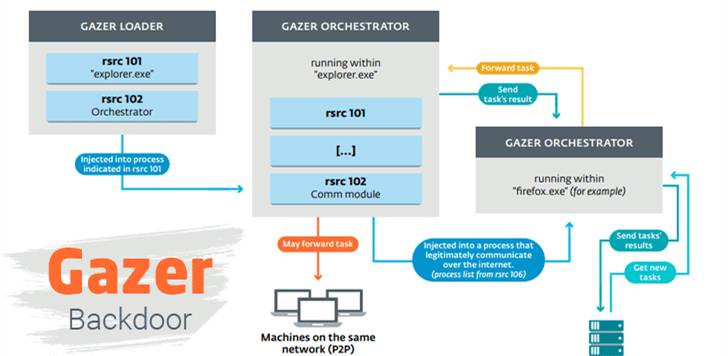 GAZER LOADER
rsrc 101
"explorer.exe"
rsrc 102
Orchestrator
Injected into process
indicated in rsrc 101
GAZER ORCHESTRATOR
running within
"explorer.exe"
rsrc 101
[...]
rsrc 102
Comm module
Forward task
Send
task's result
GAZER ORCHESTRATOR
running within
"firefox.exe" (for example)
May forward task
Injected into a process that
legitimately communicate
over the internet.
(process list from rsrc 106)
Send tasks'
results
Get new
tasks
Machines on the same
network (P2P)
Gazer
Backdoor